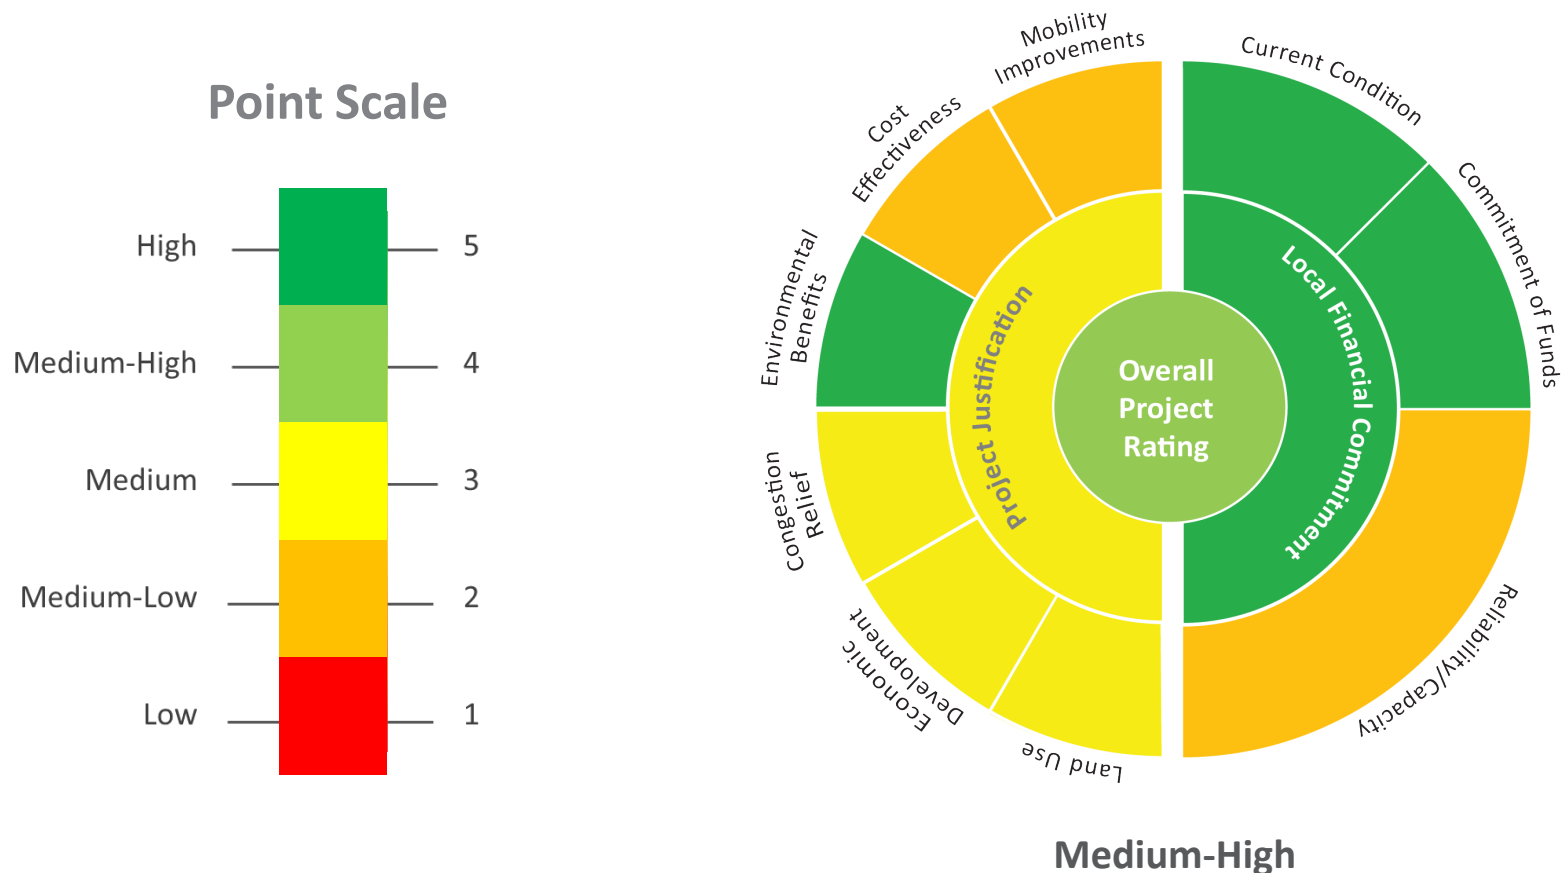 Point Scale
High
5
Medium-High
4
Medium
3
Medium-Low
2
Low
1
Mobility
Improvements
Cost
Effectiveness
Environmental
Benefits
Congestion
Relief
Economic
Development
Land Use
Current Condition
Commitment of Funds
Reliability/Capacity
Project Justification
Local Financial Commitment
Overall
Project
Rating
Medium-High